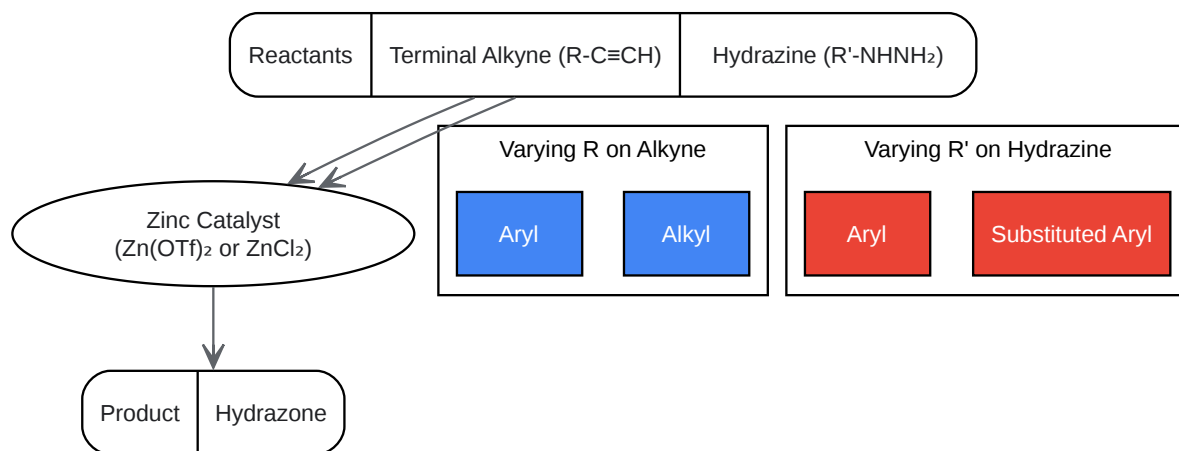 Reactants
Terminal Alkyne (R-C≡CH)
Hydrazine (R'-NHNH₂)
Varying R on Alkyne
Varying R' on Hydrazine
Zinc Catalyst
(Zn(OTf)₂ or ZnCl₂)
Aryl
Alkyl
Aryl
Substituted Aryl
Product
Hydrazone